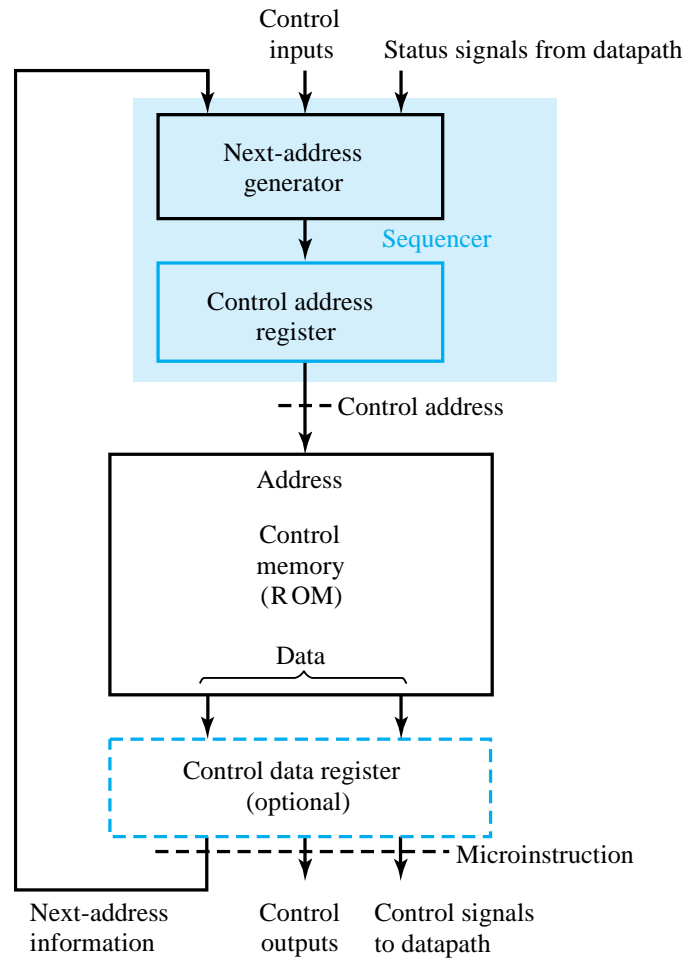 Control
inputs
Status signals from datapath
Next-address
generator
Sequencer
Control address
register
Control address
Address
Control
memory
(ROM)
Data
Control data register
(optional)
Microinstruction
Next-address
information
Control
outputs
Control signals
to datapath